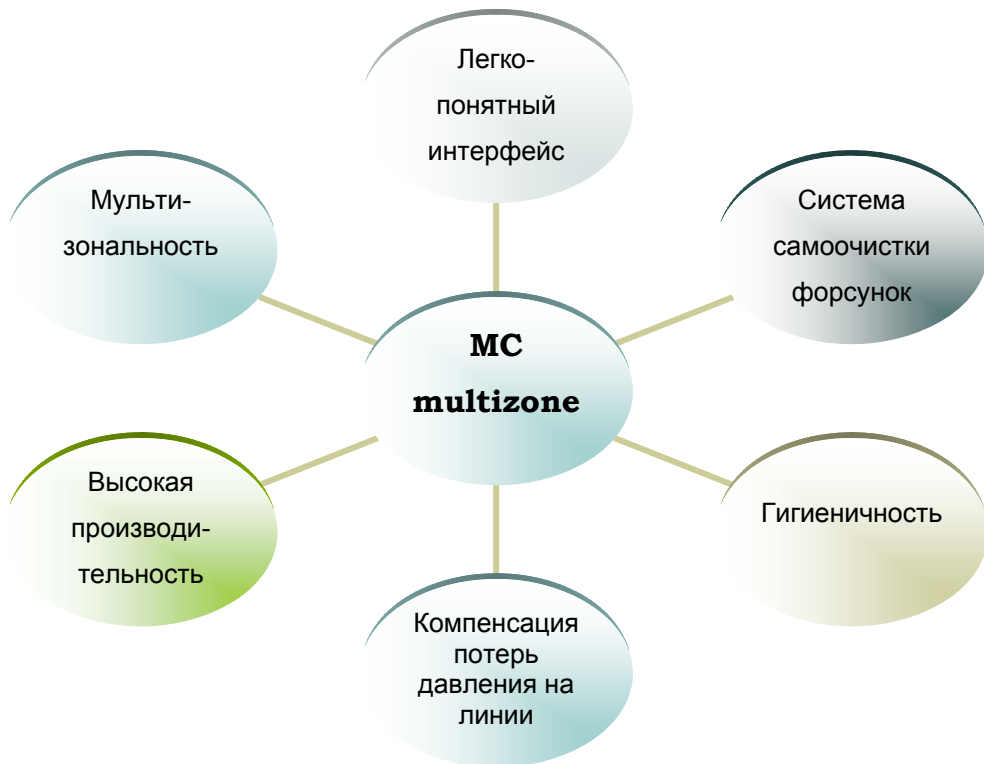 Легко-
понятный
интерфейс
Мульти-
зональность
Система
самоочистки
форсунок
MC
multizone
Высокая
производи-
тельность
Гигиеничность
Компенсация
потерь
давления на
линии